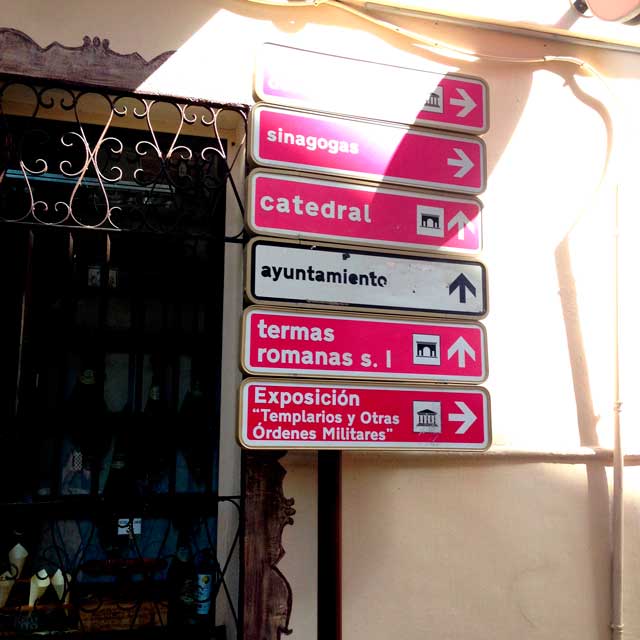 sinagogas
catedral
ayuntamiento
termas
romanas s. I
Exposición
“Templarios y Otras
Órdenes Militares”